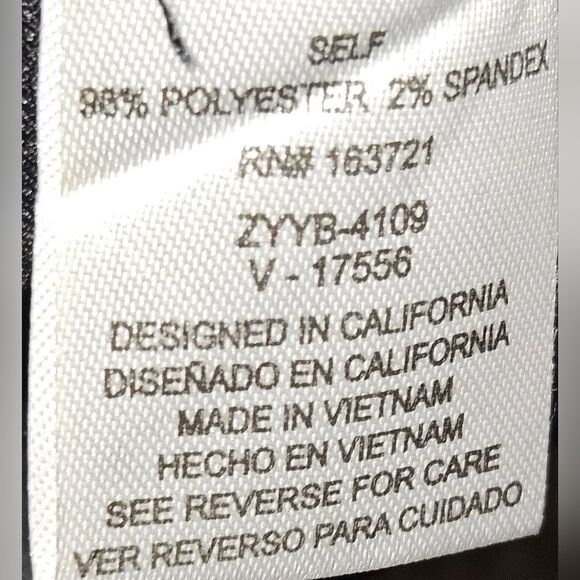 SELF
98% POLYESTER 2% SPANDEX
RN# 163721
ZYYB-4109
V - 17556
DESIGNED IN CALIFORNIA
DISEÑADO EN CALIFORNIA
MADE IN VIETNAM
HECHO EN VIETNAM
SEE REVERSE FOR CARE
VER REVERSO PARA CUIDADO